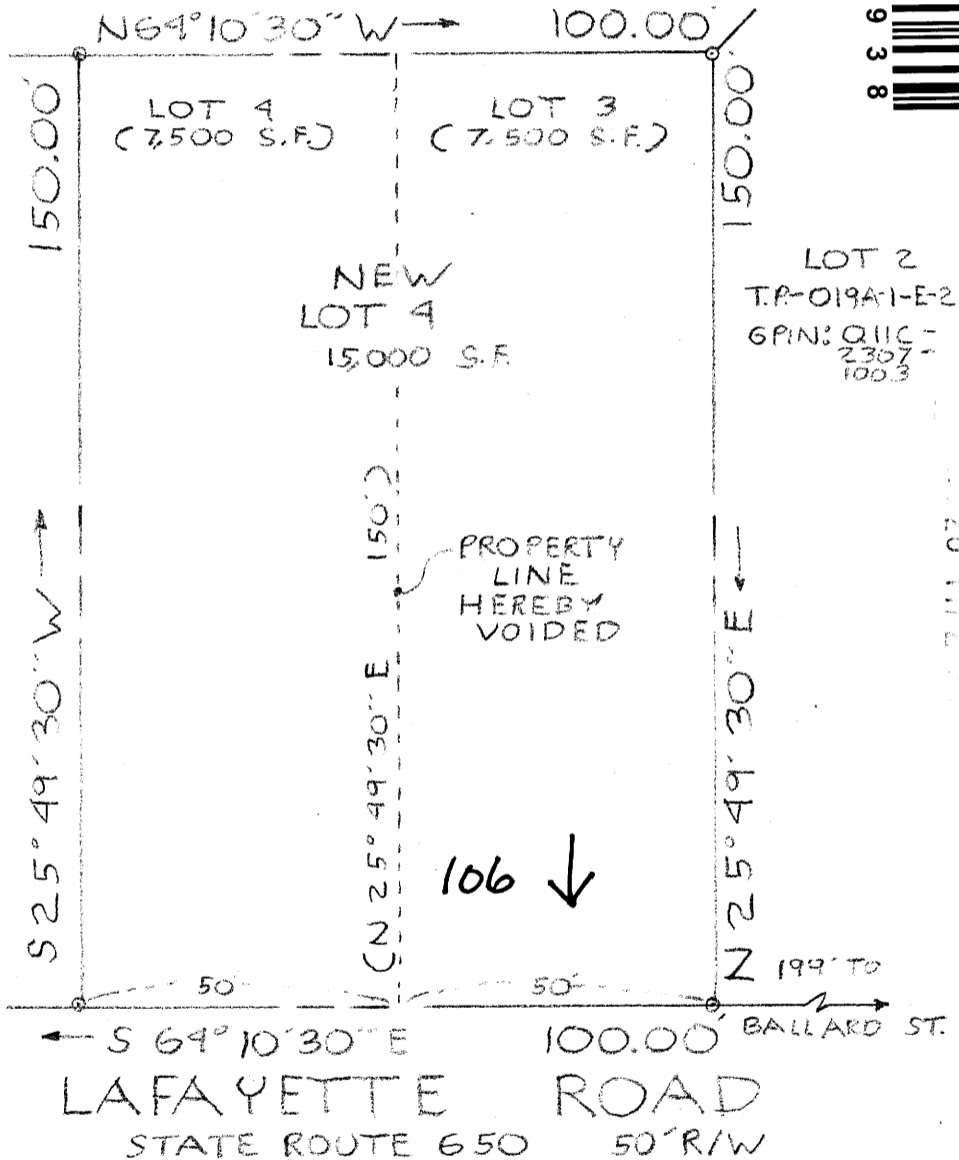 N64°10'30"W → 100.00'
9 3 8
150.00'
LOT 4
(7,500 S.F.)
LOT 3
(7,500 S.F.)
150.00'
NEW
LOT 4
15,000 S.F.
LOT 2
T.P-019A-1-E-2
GPIN: Q11C-
2307-
1003
S 25° 49' 30" W →
(N 25° 49' 30" E 150')
PROPERTY
LINE
HEREBY
VOIDED
N 25° 49' 30" E →
106 ↓
50'
50'
199' TO
BALLARD ST.
← S 64° 10' 30" E 100.00'
LAFAYETTE ROAD
STATE ROUTE 650 50' R/W